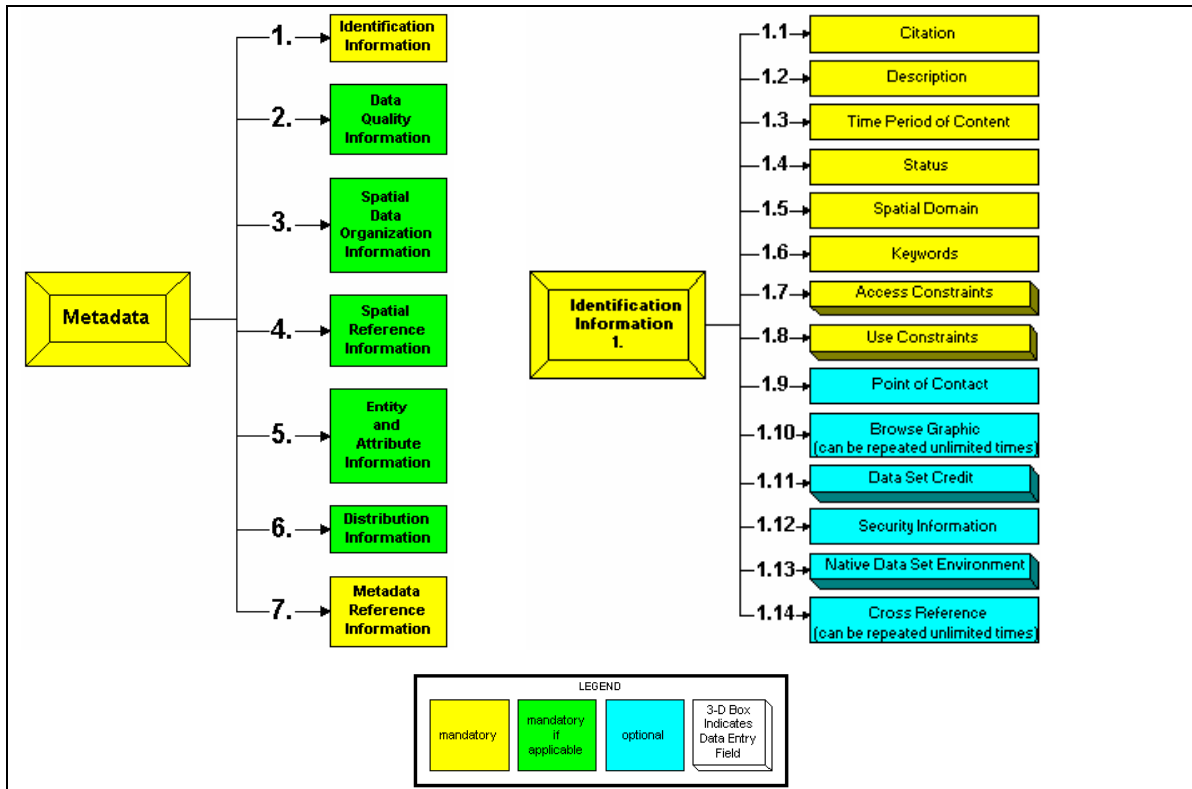 Metadata
1.
Identification
Information
2.
Data
Quality
Information
3.
Spatial
Data
Organization
Information
4.
Spatial
Reference
Information
5.
Entity
and
Attribute
Information
6.
Distribution
Information
7.
Metadata
Reference
Information
Identification
Information
1.
1.1
Citation
1.2
Description
1.3
Time Period of Content
1.4
Status
1.5
Spatial Domain
1.6
Keywords
1.7
Access Constraints
1.8
Use Constraints
1.9
Point of Contact
1.10
Browse Graphic
(can be repeated unlimited times)
1.11
Data Set Credit
1.12
Security Information
1.13
Native Data Set Environment
1.14
Cross Reference
(can be repeated unlimited times)
LEGEND
mandatory
mandatory
if
applicable
optional
3-D Box
Indicates
Data Entry
Field